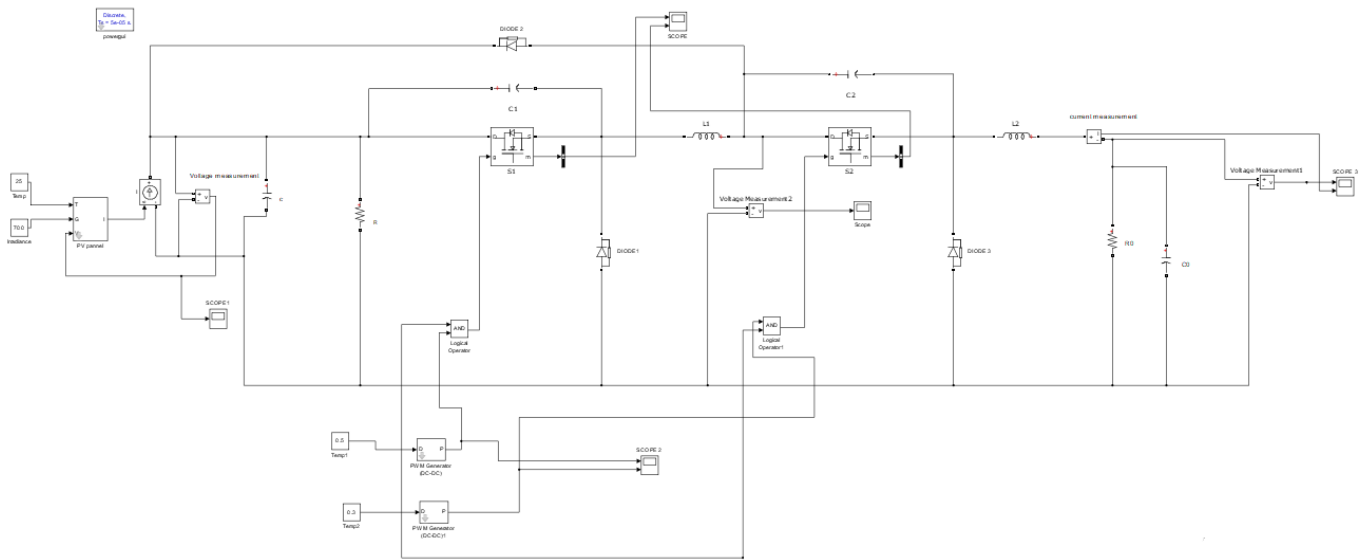 Discrete,
Ts = 5e-05 s.
powergui
DIODE 2
SCOPE
C1
C2
L1
L2
current measurement
S1
S2
Voltage measurement
Voltage Measurement2
Voltage Measurement1
SCOPE 3
25
Temp
700
Irradiance
T
G
V
I
PV pannel
I
c
R
Scope
DIODE1
DIODE 3
R0
C0
SCOPE1
AND
Logical
Operator
AND
Logical
Operator1
0.5
Temp1
D
P
PWM Generator
(DC-DC)
SCOPE 2
0.3
Temp2
D
P
PWM Generator
(DC-DC)1